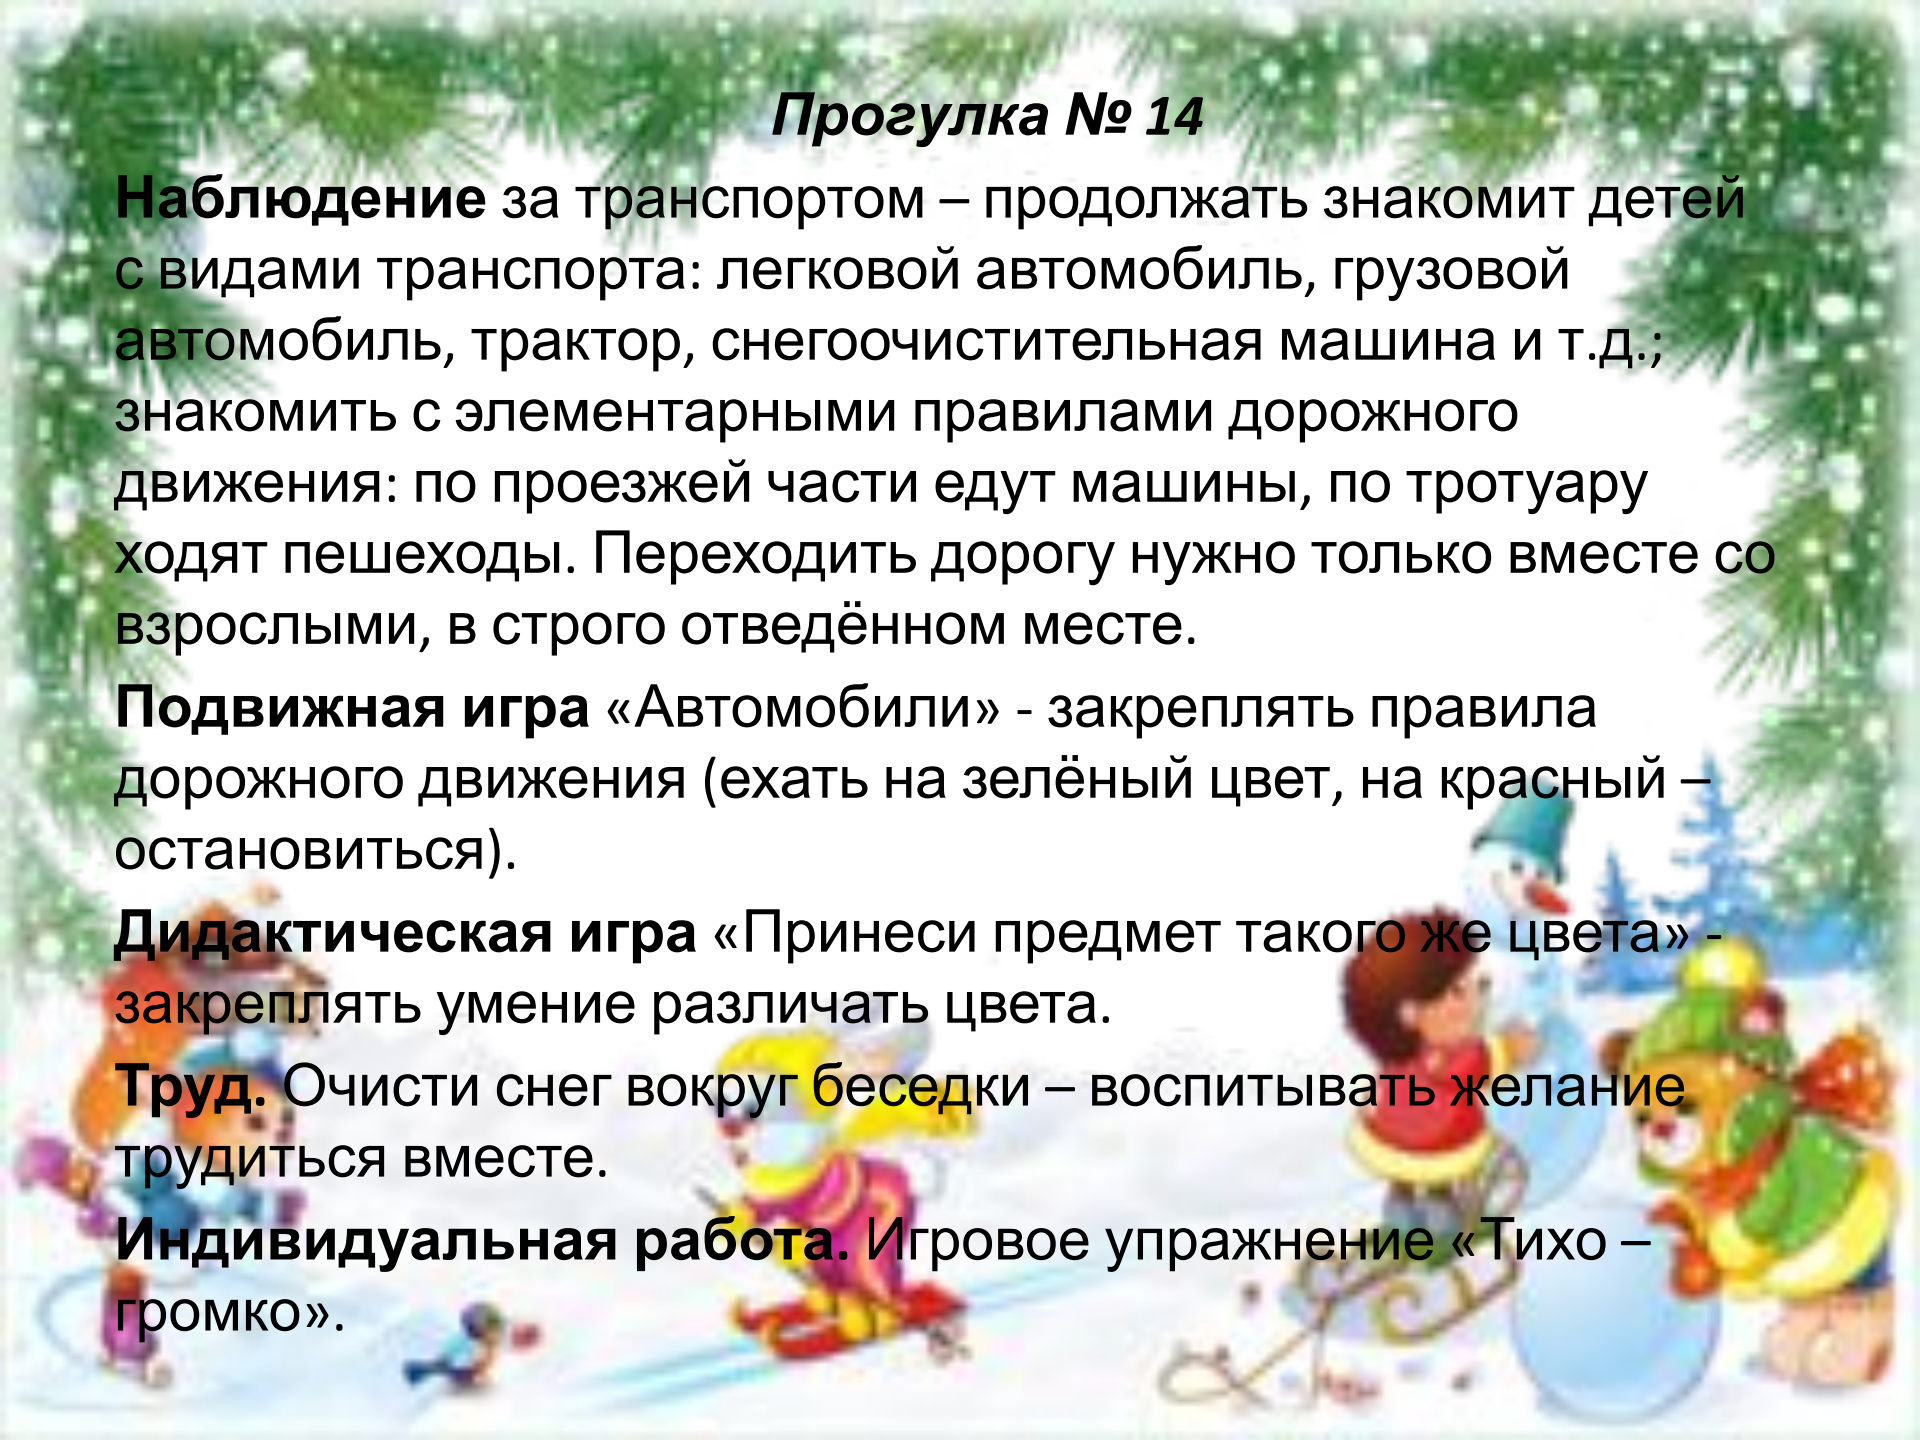 Прогулка № 14
Наблюдение за транспортом – продолжать знакомит детей
с видами транспорта: легковой автомобиль, грузовой
автомобиль, трактор, снегоочистительная машина и т.д.;
знакомить с элементарными правилами дорожного
движения: по проезжей части едут машины, по тротуару
ходят пешеходы. Переходить дорогу нужно только вместе со
взрослыми, в строго отведённом месте.
Подвижная игра «Автомобили» - закреплять правила
дорожного движения (ехать на зелёный цвет, на красный –
остановиться).
Дидактическая игра «Принеси предмет такого же цвета» -
закреплять умение различать цвета.
Труд. Очисти снег вокруг беседки – воспитывать желание
трудиться вместе.
Индивидуальная работа. Игровое упражнение «Тихо –
громко».